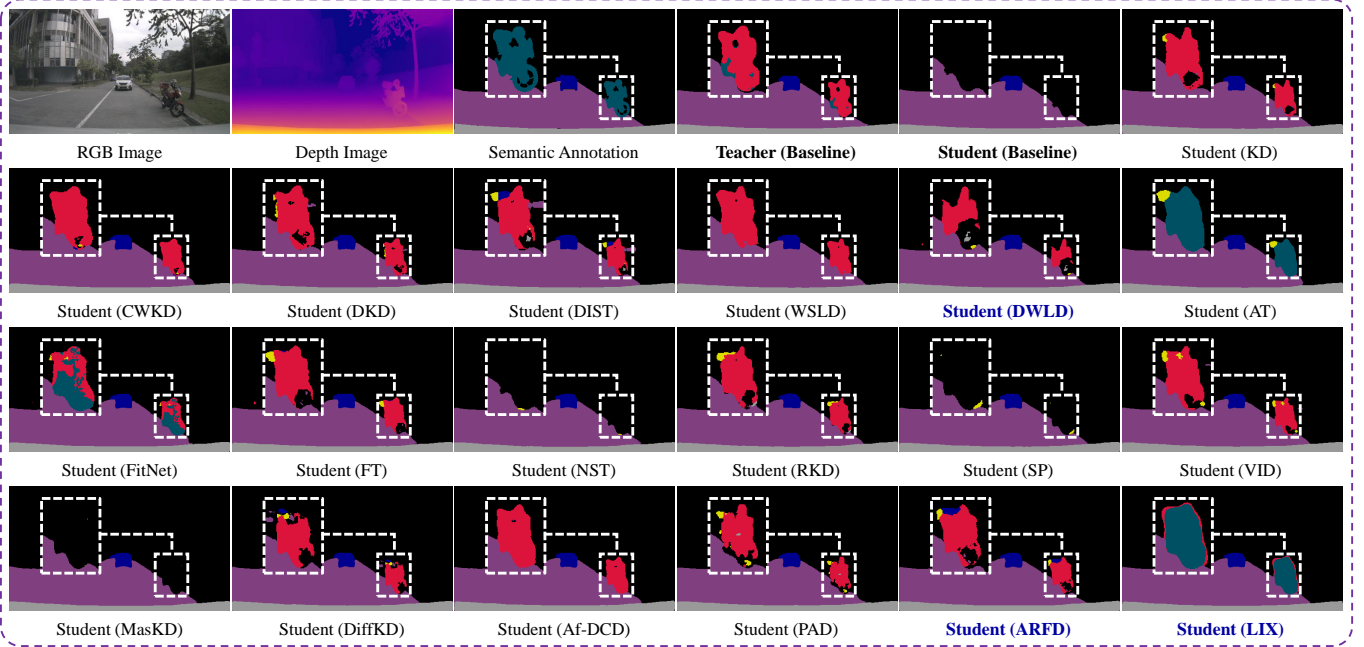 RGB Image
Depth Image
Semantic Annotation
Teacher (Baseline)
Student (Baseline)
Student (KD)
Student (CWKD)
Student (DKD)
Student (DIST)
Student (WSLD)
Student (DWLD)
Student (AT)
Student (FitNet)
Student (FT)
Student (NST)
Student (RKD)
Student (SP)
Student (VID)
Student (MasKD)
Student (DiffKD)
Student (Af-DCD)
Student (PAD)
Student (ARFD)
Student (LIX)